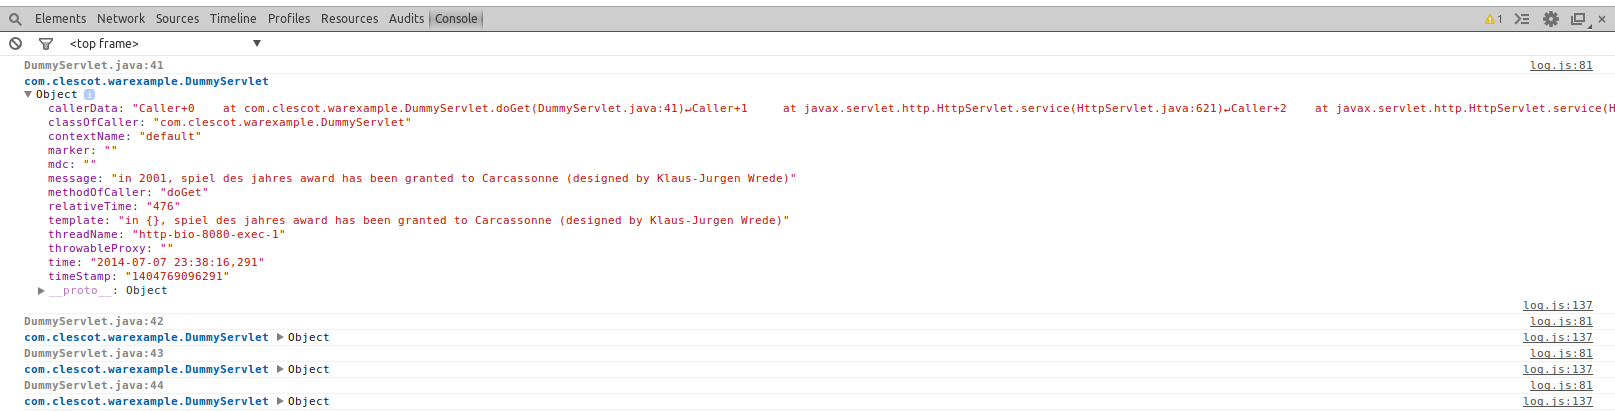 Elements Network Sources Timeline Profiles Resources Audits Console 1
<top frame>
DummyServlet.java:41 log.js:81
com.clescot.warexample.DummyServlet
Object i
callerData: "Caller+0 at com.clescot.warexample.DummyServlet.doGet(DummyServlet.java:41)↵Caller+1 at javax.servlet.http.HttpServlet.service(HttpServlet.java:621)↵Caller+2 at javax.servlet.http.HttpServlet.service(H
classOfCaller: "com.clescot.warexample.DummyServlet"
contextName: "default"
marker: ""
mdc: ""
message: "in 2001, spiel des jahres award has been granted to Carcassonne (designed by Klaus-Jurgen Wrede)"
methodOfCaller: "doGet"
relativeTime: "476"
template: "in {}, spiel des jahres award has been granted to Carcassonne (designed by Klaus-Jurgen Wrede)"
threadName: "http-bio-8080-exec-1"
throwableProxy: ""
time: "2014-07-07 23:38:16,291"
timeStamp: "1404769096291"
__proto__: Object
log.js:137
DummyServlet.java:42 log.js:81
com.clescot.warexample.DummyServlet Object log.js:137
DummyServlet.java:43 log.js:81
com.clescot.warexample.DummyServlet Object log.js:137
DummyServlet.java:44 log.js:81
com.clescot.warexample.DummyServlet Object log.js:137